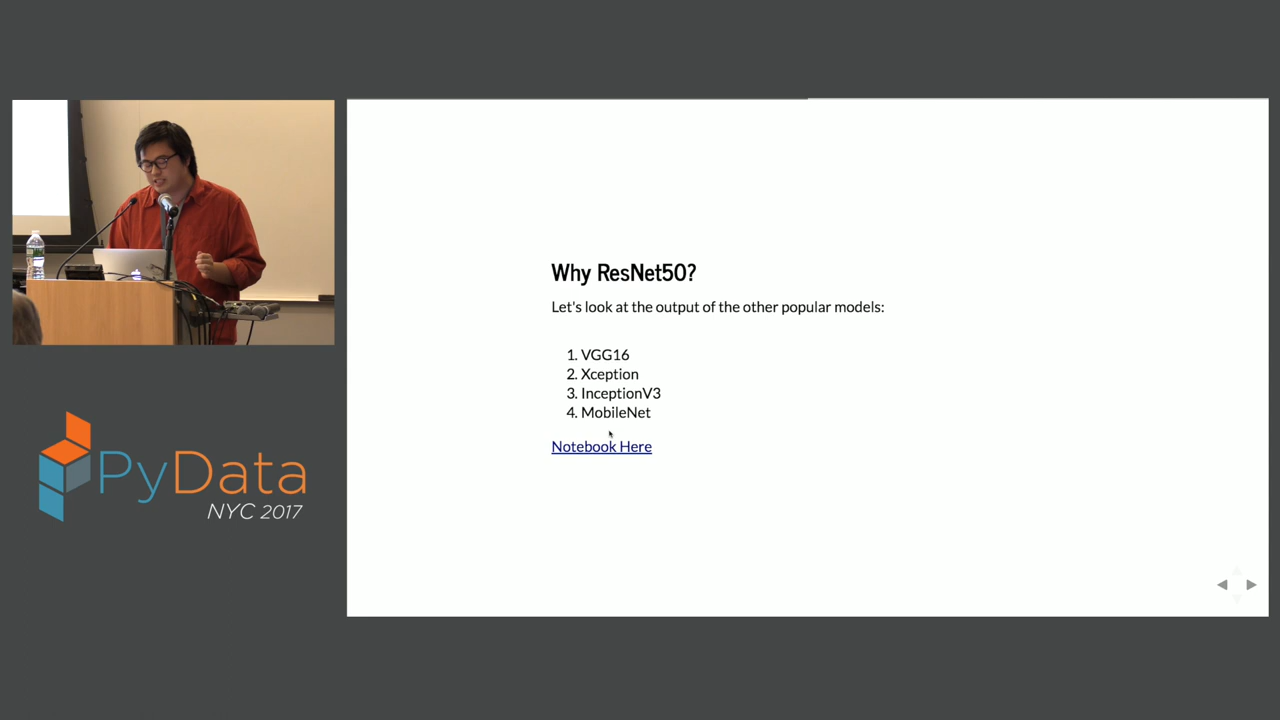 Why ResNet50?
Let's look at the output of the other popular models:
1. VGG16
2. Xception
3. InceptionV3
4. MobileNet
Notebook Here
PyData
NYC 2017